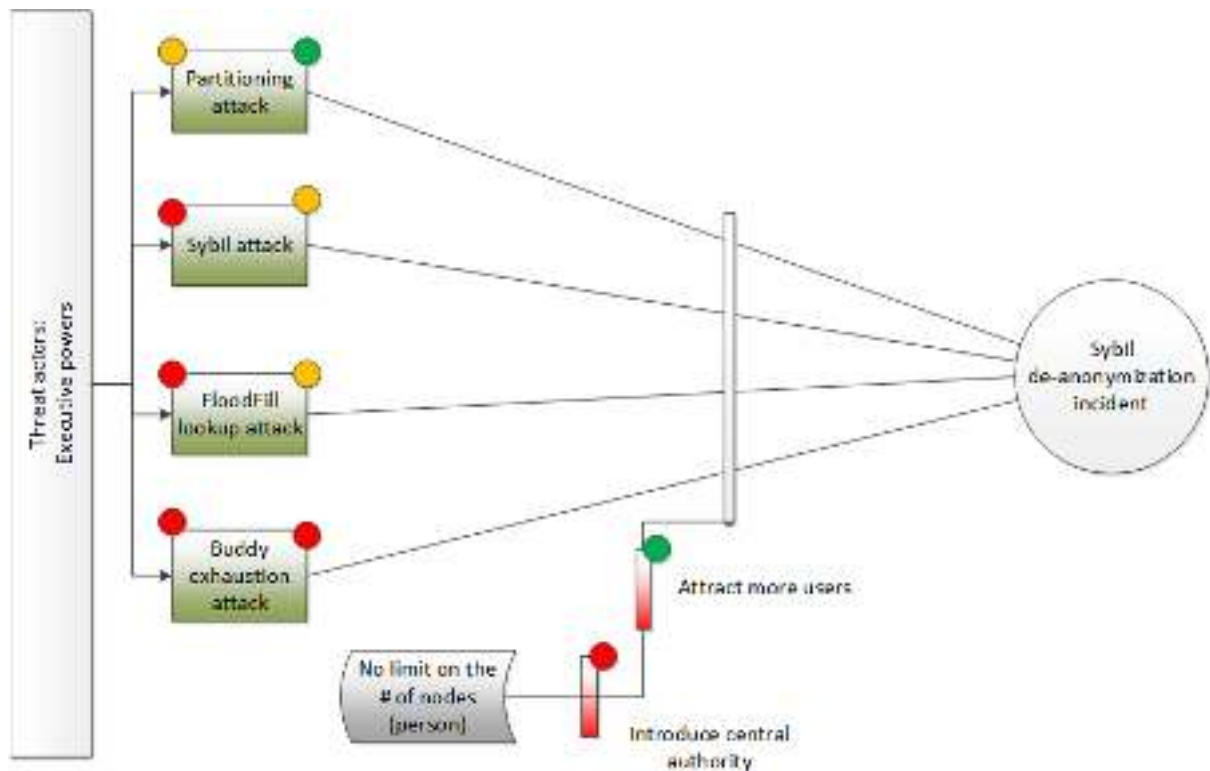 Threat actors:
Executive powers
Partitioning
attack
Sybil attack
FloodFill
lookup attack
Buddy
exhaustion
attack
Sybil
de-anonymization
incident
Attract more users
No limit on the
# of nodes
(person)
Introduce central
authority